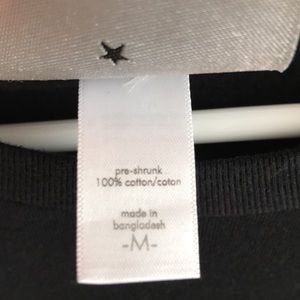 pre-shrunk
100% cotton/coton
made in
bangladesh
-M-